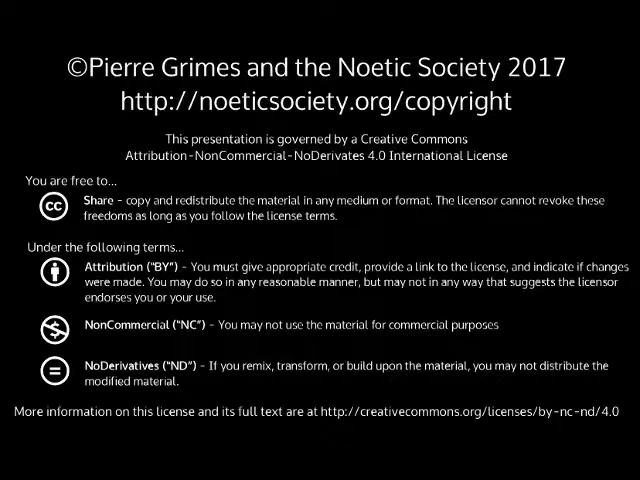 ©Pierre Grimes and the Noetic Society 2017
http://noeticsociety.org/copyright
This presentation is governed by a Creative Commons
Attribution-NonCommercial-NoDerivates 4.0 International License
You are free to...
cc
Share - copy and redistribute the material in any medium or format. The licensor cannot revoke these
freedoms as long as you follow the license terms.
Under the following terms...
Attribution ("BY") - You must give appropriate credit, provide a link to the license, and indicate if changes
were made. You may do so in any reasonable manner, but may not in any way that suggests the licensor
endorses you or your use.
NonCommercial ("NC") - You may not use the material for commercial purposes
NoDerivatives ("ND") - If you remix, transform, or build upon the material, you may not distribute the
modified material.
More information on this license and its full text are at http://creativecommons.org/licenses/by-nc-nd/4.0